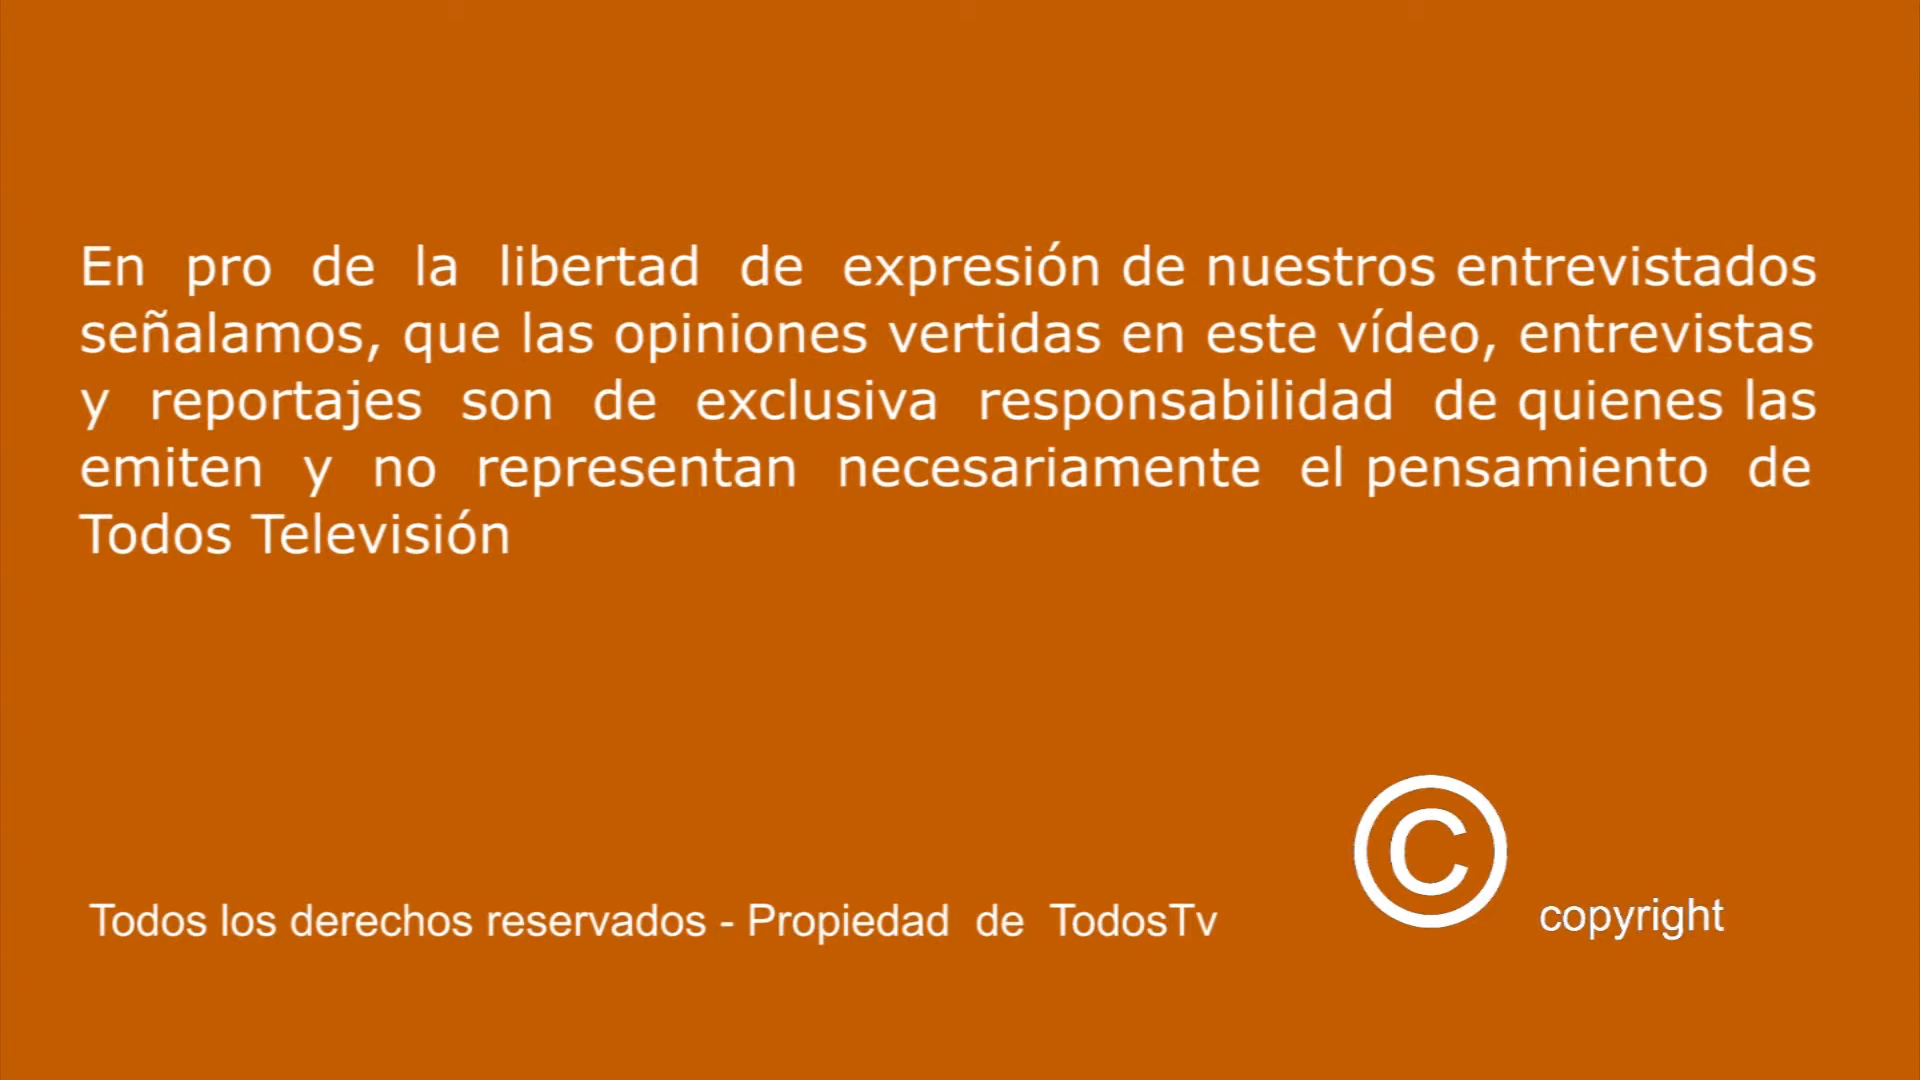 En pro de la libertad de expresión de nuestros entrevistados
señalamos, que las opiniones vertidas en este vídeo, entrevistas
y reportajes son de exclusiva responsabilidad de quienes las
emiten y no representan necesariamente el pensamiento de
Todos Televisión
Todos los derechos reservados - Propiedad de TodosTv
© copyright